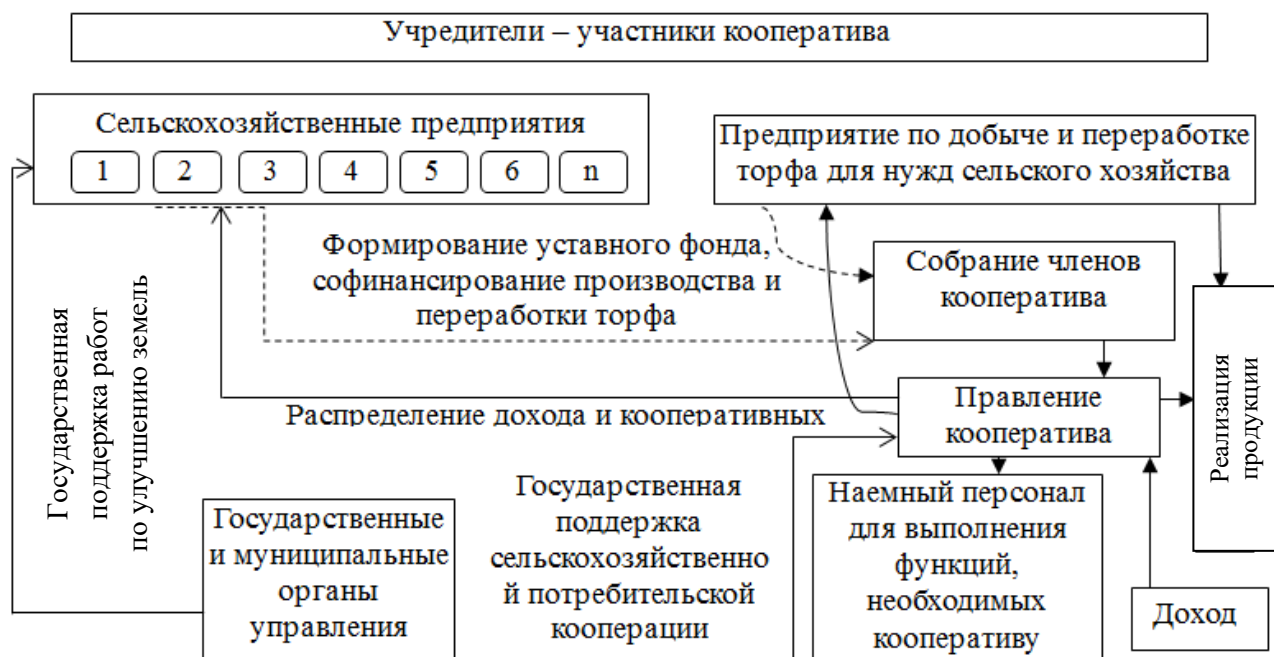 Учредители – участники кооператива
Сельскохозяйственные предприятия
1 2 3 4 5 6 n
Предприятие по добыче и переработке
торфа для нужд сельского хозяйства
Формирование уставного фонда,
софинансирование производства и
переработки торфа
Собрание членов
кооператива
Государственная
поддержка работ
по улучшению земель
Распределение дохода и кооперативных
Правление
кооператива
Реализация
продукции
Государственные
и муниципальные
органы
управления
Государственная
поддержка
сельскохозяйственно
й потребительской
кооперации
Наемный персонал
для выполнения
функций,
необходимых
кооперативу
Доход